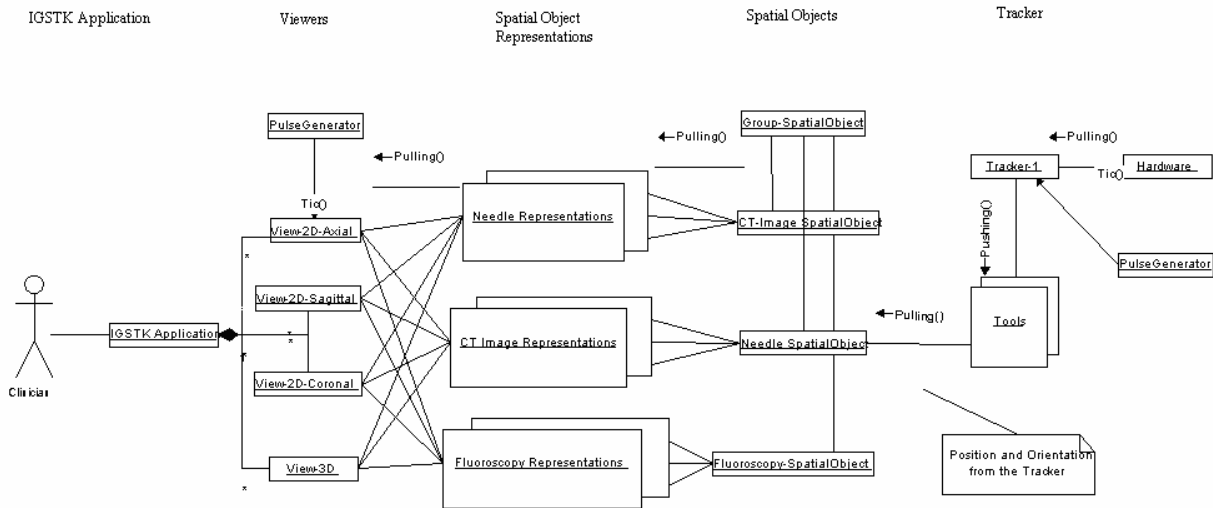 IGSTK Application
Viewers
Spatial Object
Representations
Spatial Objects
Tracker
PulseGenerator
Pulling()
Tic()
View-2D-Axial
*
View-2D-Sagittal
*
*
IGSTK Application
*
*
View-2D-Coronal
View-3D
*
*
Clinician
Needle Representations
CT Image Representations
Fluoroscopy Representations
Pulling()
Group-SpatialObject
CT-Image SpatialObject
Needle SpatialObject
Fluoroscopy-SpatialObject
Pulling()
Pulling()
Tracker-1
Tic()
Hardware
Pushing()
PulseGenerator
Tools
Position and Orientation
from the Tracker